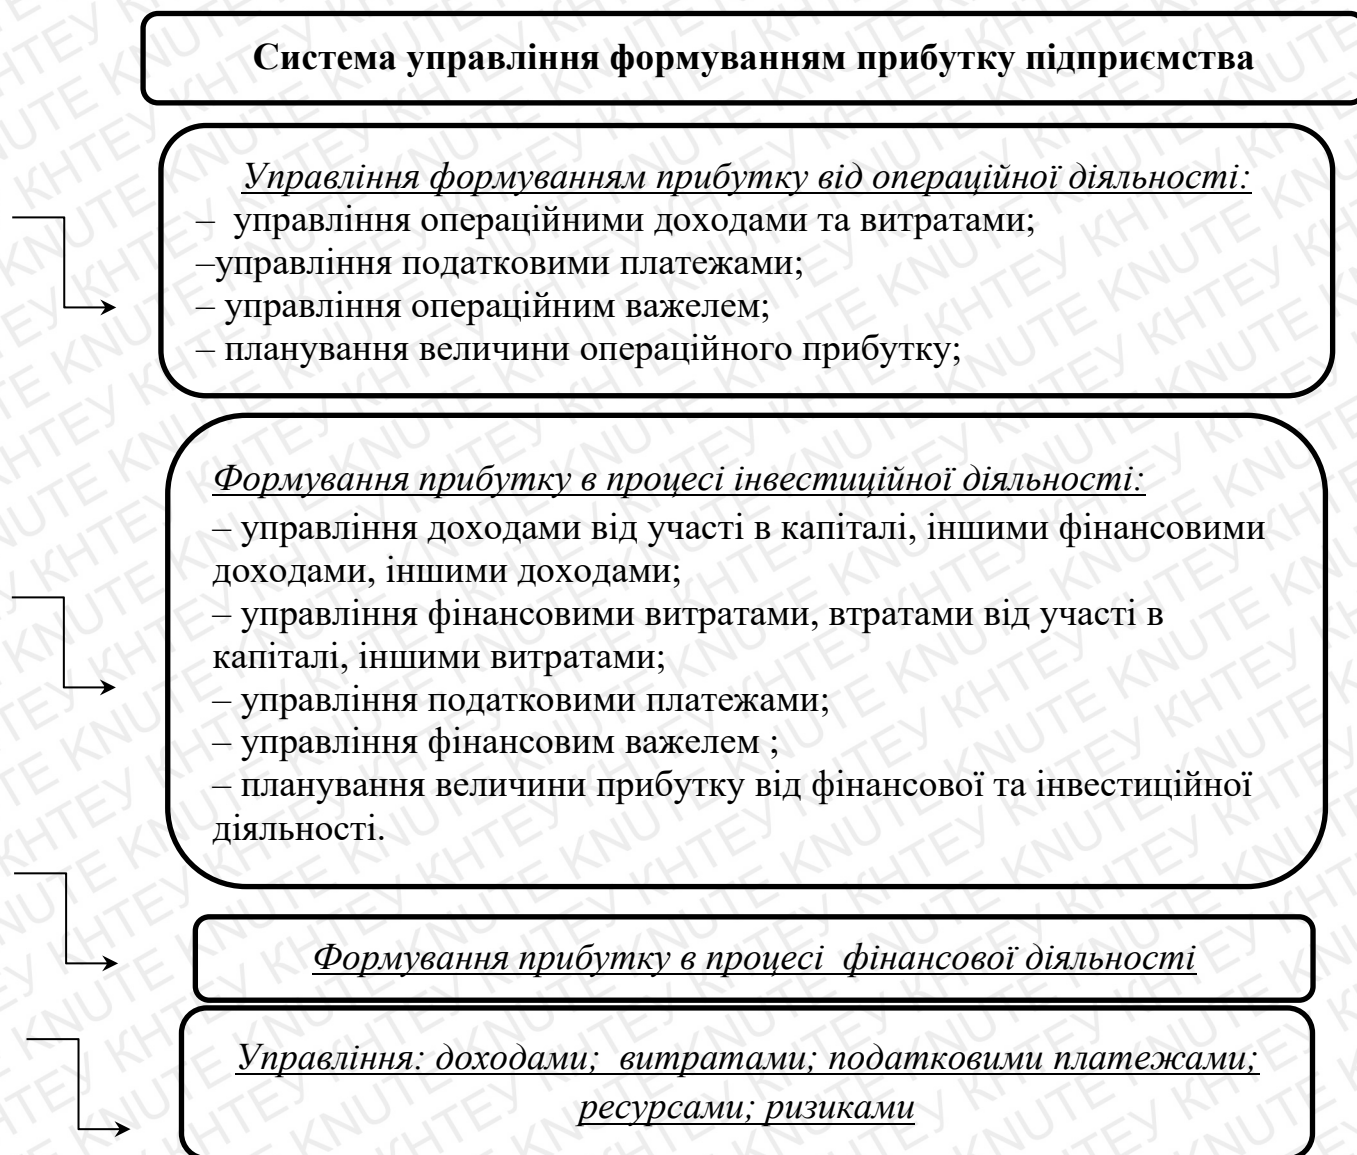 Система управління формуванням прибутку підприємства
Управління формуванням прибутку від операційної діяльності:
– управління операційними доходами та витратами;
–управління податковими платежами;
– управління операційним важелем;
– планування величини операційного прибутку;
Формування прибутку в процесі інвестиційної діяльності:
– управління доходами від участі в капіталі, іншими фінансовими
доходами, іншими доходами;
– управління фінансовими витратами, втратами від участі в
капіталі, іншими витратами;
– управління податковими платежами;
– управління фінансовим важелем ;
– планування величини прибутку від фінансової та інвестиційної
діяльності.
Формування прибутку в процесі фінансової діяльності
Управління: доходами; витратами; податковими платежами;
ресурсами; ризиками